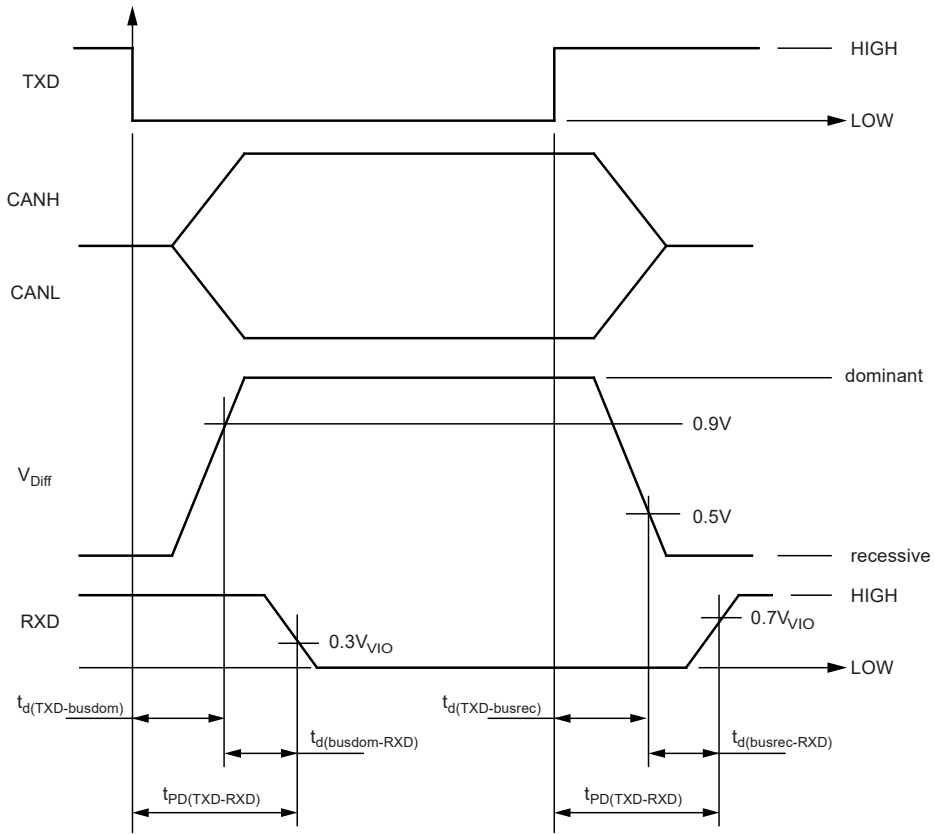 HIGH
TXD
LOW
CANH
CANL
dominant
0.9V
VDiff
0.5V
recessive
HIGH
RXD
0.3VVIO
0.7VVIO
LOW
td(TXD-busdom)
td(TXD-busrec)
td(busdom-RXD)
td(busrec-RXD)
tPD(TXD-RXD)
tPD(TXD-RXD)